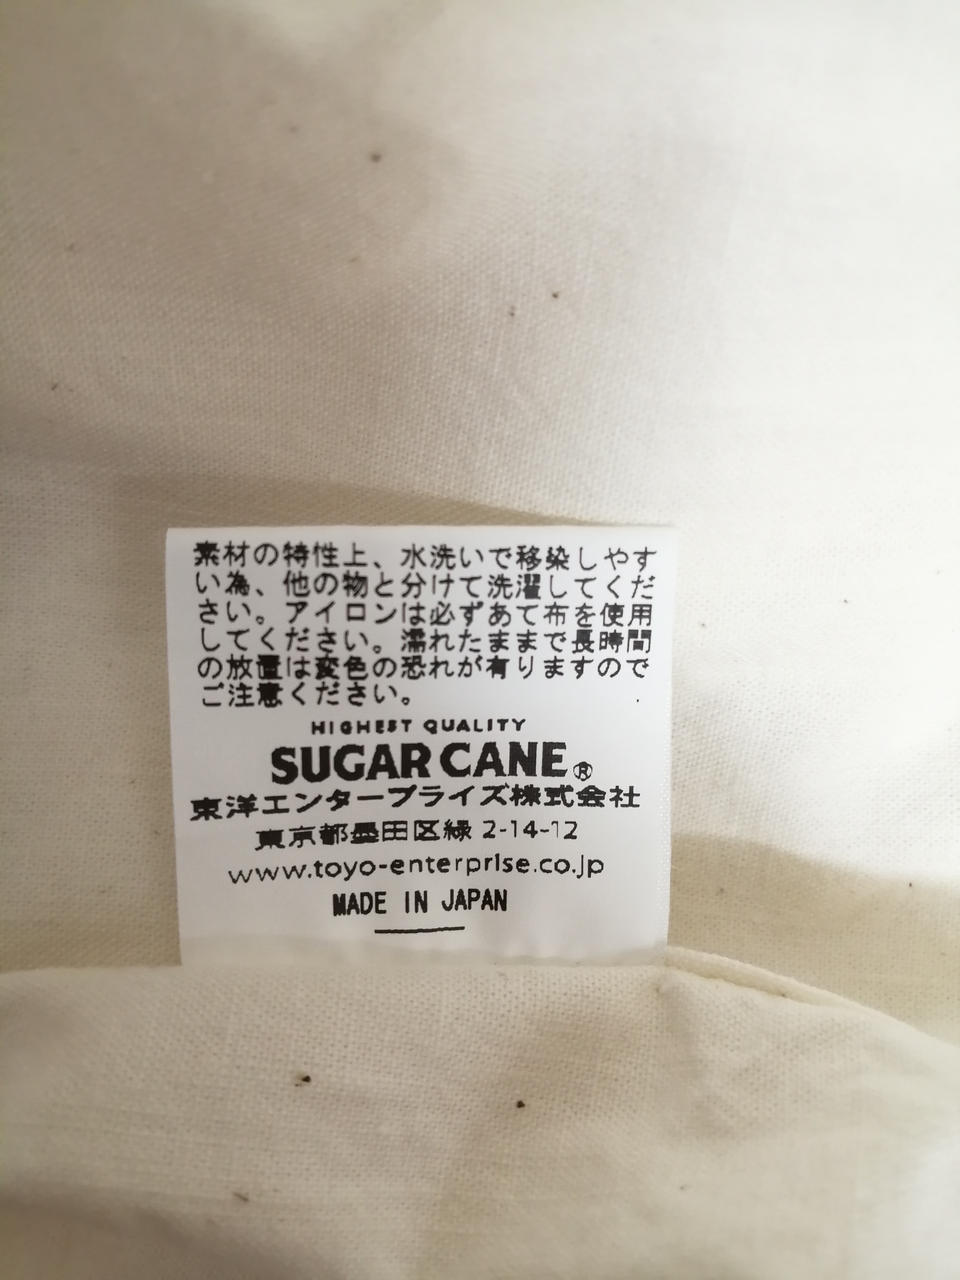 素材の特性上、水洗いで移染しやす
い為、他の物と分けて洗濯してくだ
さい。アイロンは必ずあて布を使用
してください。濡れたままで長時間
の放置は変色の恐れが有りますので
ご注意ください。
HIGHEST QUALITY
SUGAR CANE®
東洋エンタープライズ株式会社
東京都墨田区緑 2-14-12
www.toyo-enterprise.co.jp
MADE IN JAPAN